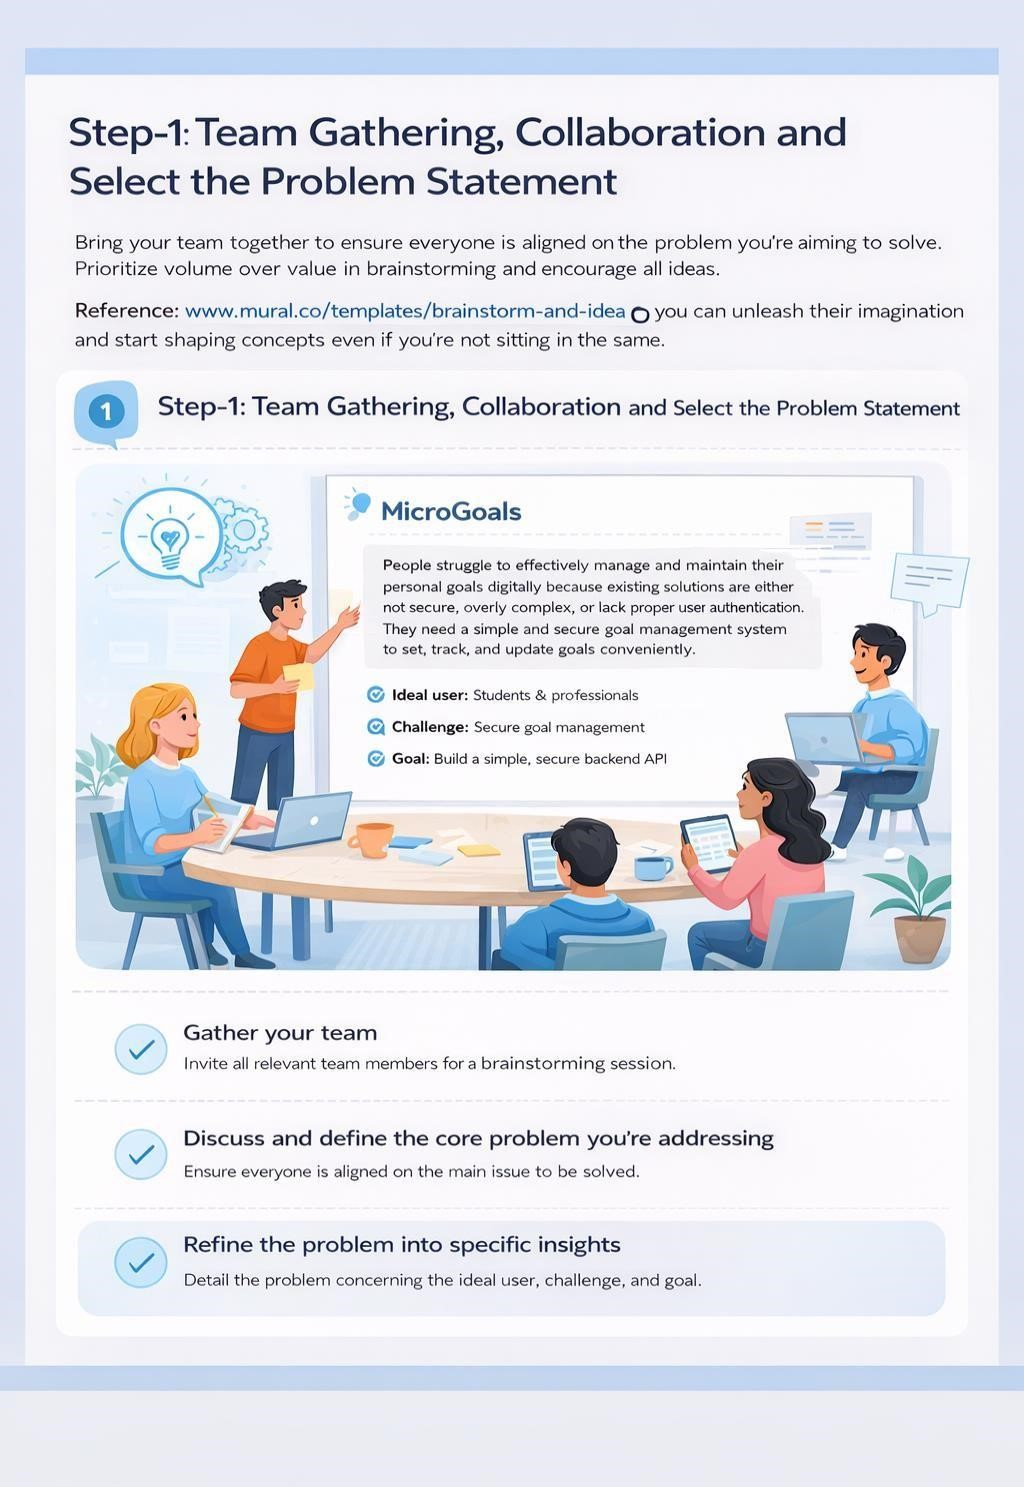 Step-1: Team Gathering, Collaboration and
Select the Problem Statement
Bring your team together to ensure everyone is aligned on the problem you're aiming to solve.
Prioritize volume over value in brainstorming and encourage all ideas.
Reference: www.mural.co/templates/brainstorm-and-idea you can unleash their imagination
and start shaping concepts even if you're not sitting in the same.
1
Step-1: Team Gathering, Collaboration and Select the Problem Statement
MicroGoals
People struggle to effectively manage and maintain their
personal goals digitally because existing solutions are either
not secure, overly complex, or lack proper user authentication.
They need a simple and secure goal management system
to set, track, and update goals conveniently.
Ideal user: Students & professionals
Challenge: Secure goal management
Goal: Build a simple, secure backend API
Gather your team
Invite all relevant team members for a brainstorming session.
Discuss and define the core problem you're addressing
Ensure everyone is aligned on the main issue to be solved.
Refine the problem into specific insights
Detail the problem concerning the ideal user, challenge, and goal.